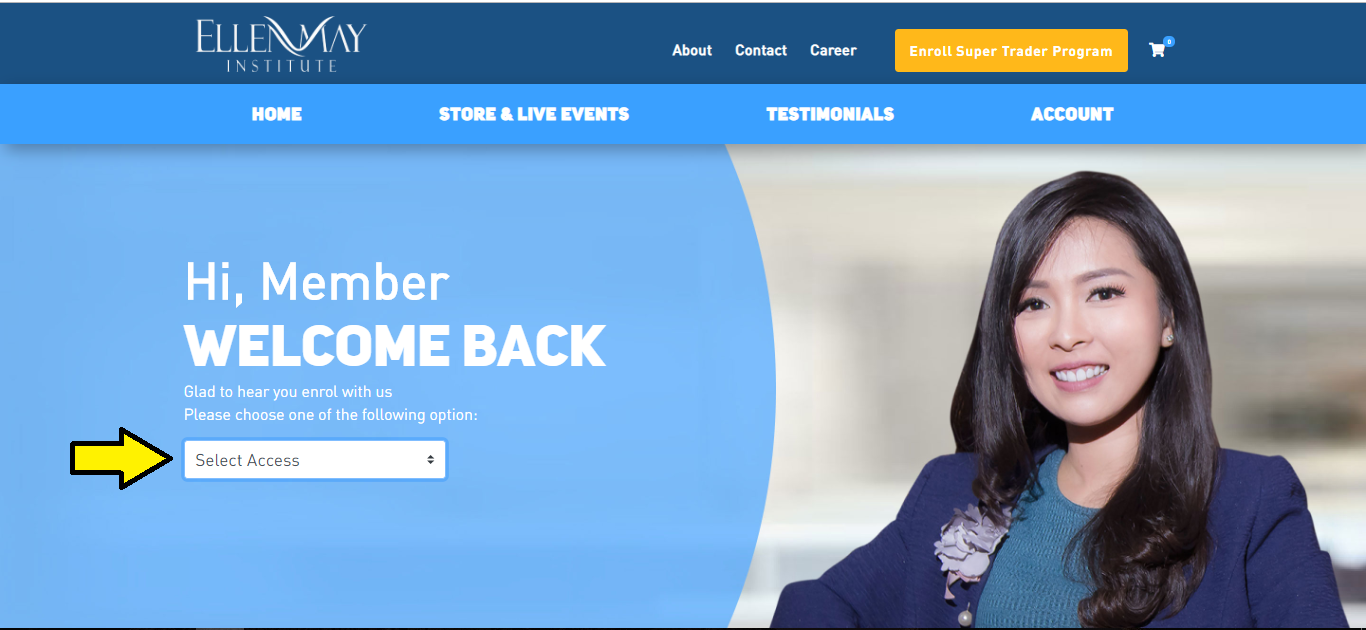 ELLEN MAY
INSTITUTE
About Contact Career Enroll Super Trader Program 0
HOME STORE & LIVE EVENTS TESTIMONIALS ACCOUNT
Hi, Member
WELCOME BACK
Glad to hear you enrol with us
Please choose one of the following option:
Select Access